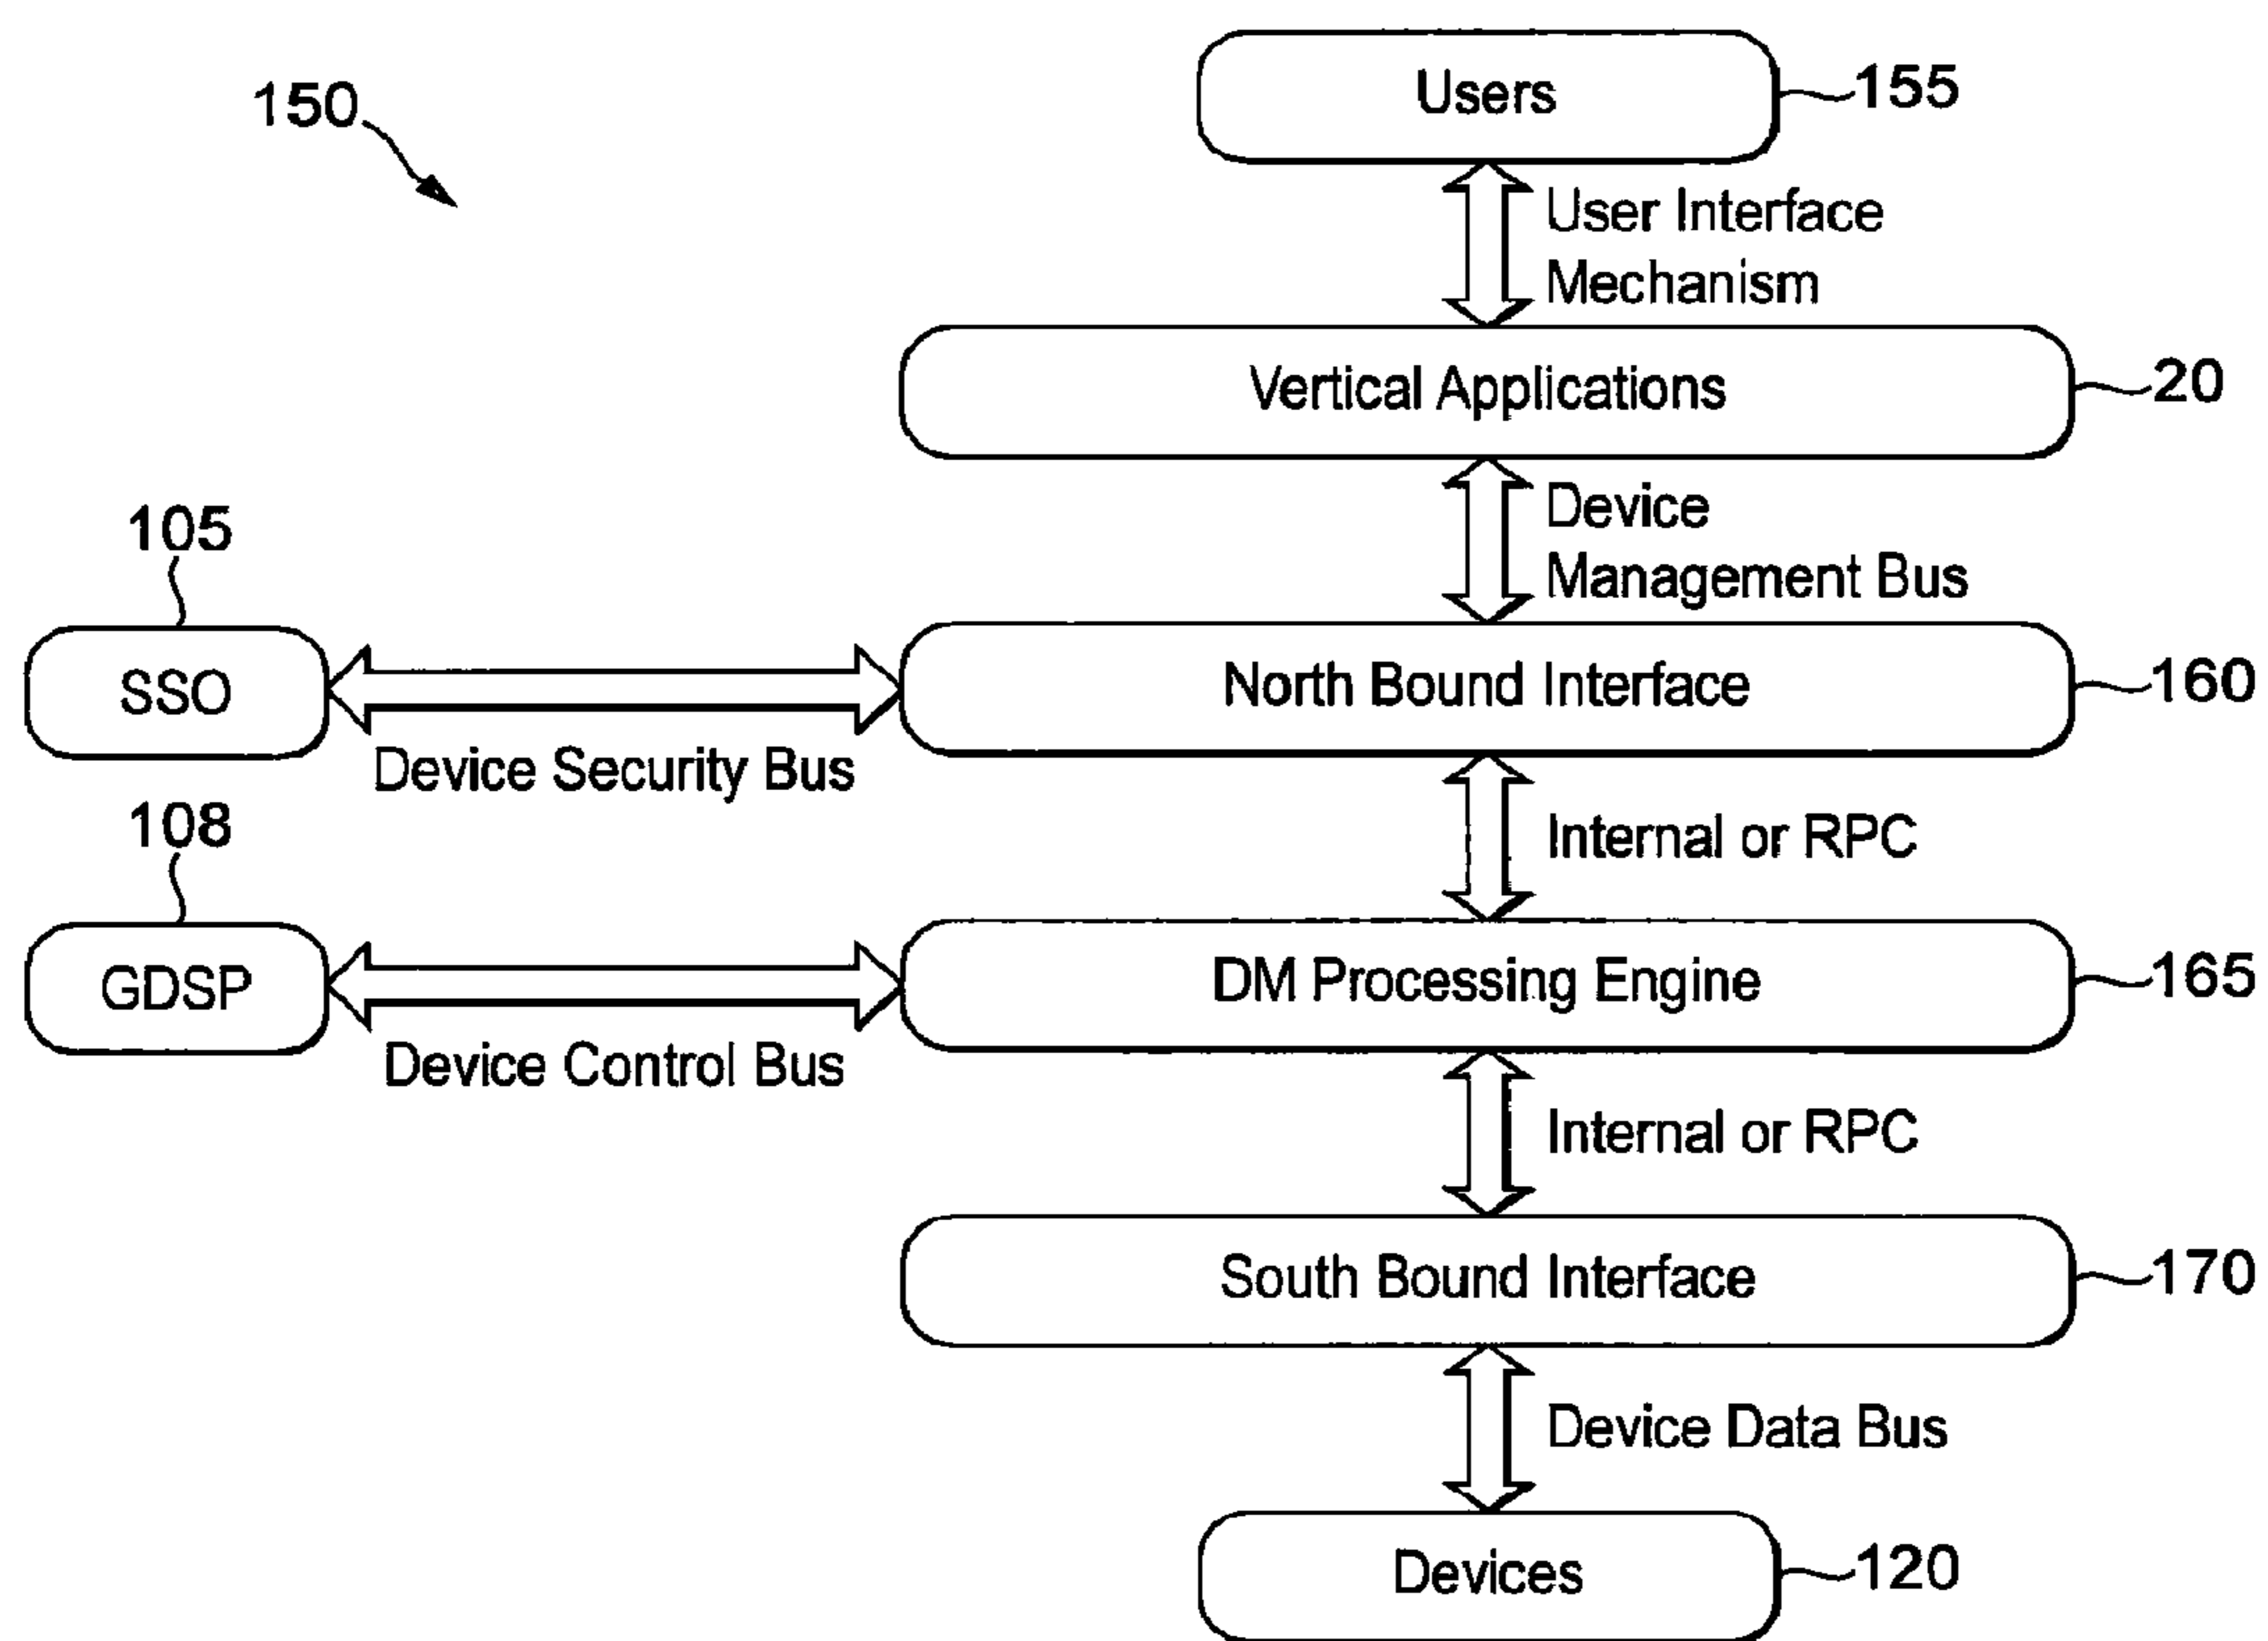 150
Users
155
User Interface
Mechanism
Vertical Applications
20
Device
Management Bus
105
SSO
Device Security Bus
North Bound Interface
160
Internal or RPC
108
GDSP
Device Control Bus
DM Processing Engine
165
Internal or RPC
South Bound Interface
170
Device Data Bus
Devices
120